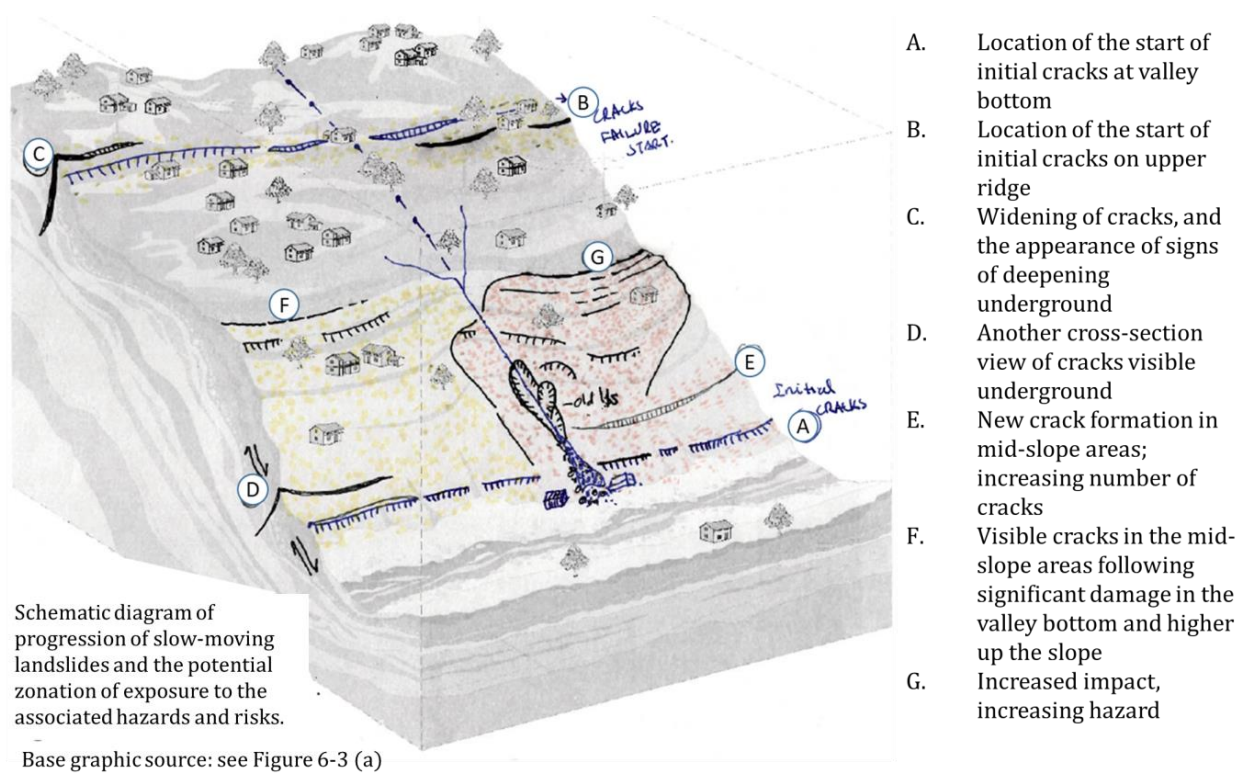 B
CRACKS
FAILURE
START.
C
G
F
E
old l/s
Initial
CRACKS
A
D
Schematic diagram of
progression of slow-moving
landslides and the potential
zonation of exposure to the
associated hazards and risks.
Base graphic source: see Figure 6-3 (a)
A. Location of the start of
initial cracks at valley
bottom
B. Location of the start of
initial cracks on upper
ridge
C. Widening of cracks, and
the appearance of signs
of deepening
underground
D. Another cross-section
view of cracks visible
underground
E. New crack formation in
mid-slope areas;
increasing number of
cracks
F. Visible cracks in the mid-
slope areas following
significant damage in the
valley bottom and higher
up the slope
G. Increased impact,
increasing hazard